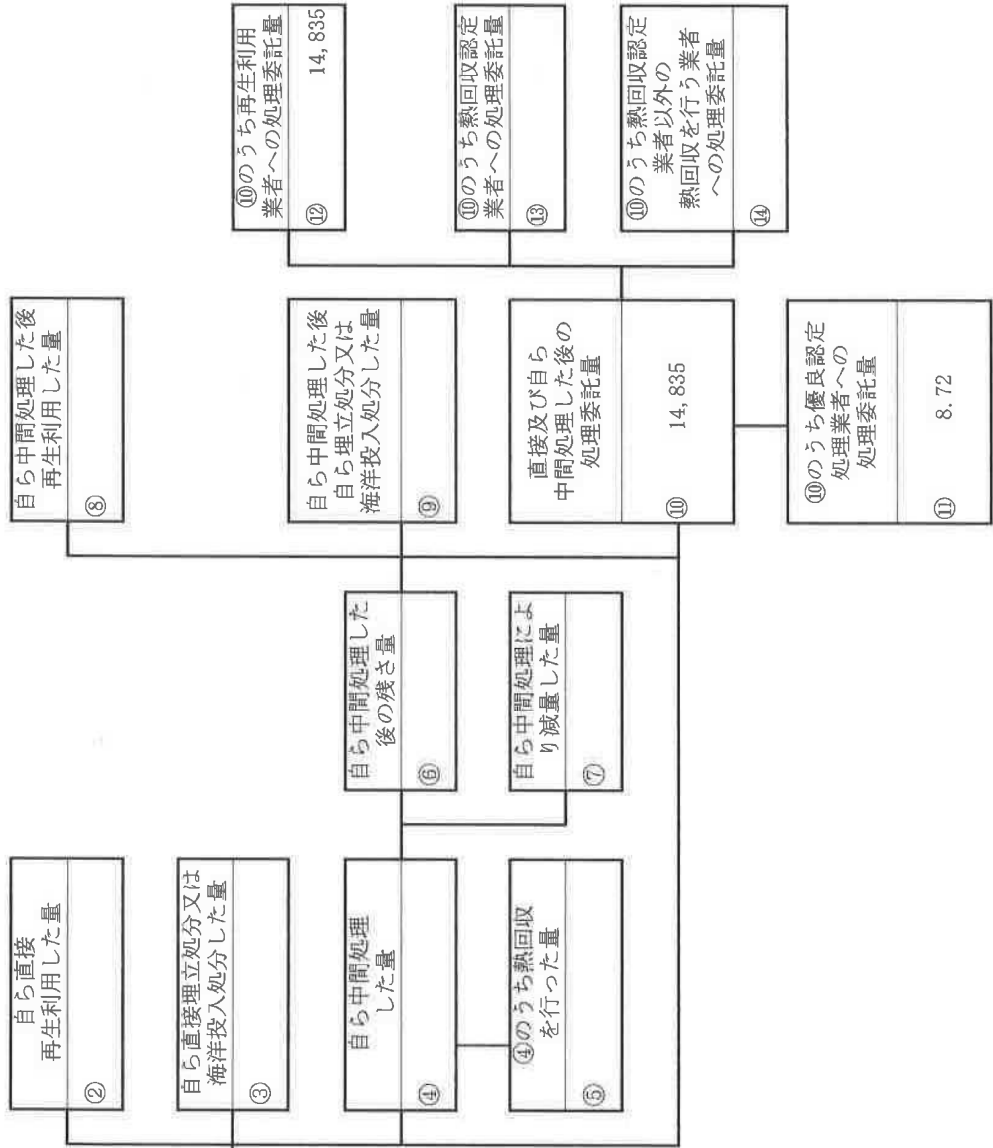 自ら直接
再生利用した量
②
自ら直接埋立処分又は
海洋投入処分した量
③
自ら中間処理
した量
④
④のうち熱回収
を行った量
⑤
自ら中間処理した
後の残さ量
⑥
自ら中間処理によ
り減量した量
⑦
自ら中間処理した後
再生利用した量
⑧
自ら中間処理した後
自ら埋立処分又は
海洋投入処分した量
⑨
直接及び自ら
中間処理した後の
処理委託量
⑩
14,835
⑩のうち優良認定
処理業者への
処理委託量
⑪
8.72
⑩のうち再生利用
業者への処理委託量
⑫
14,835
⑩のうち熱回収認定
業者への処理委託量
⑬
⑩のうち熱回収認定
業者以外の
熱回収を行う業者
への処理委託量
⑭